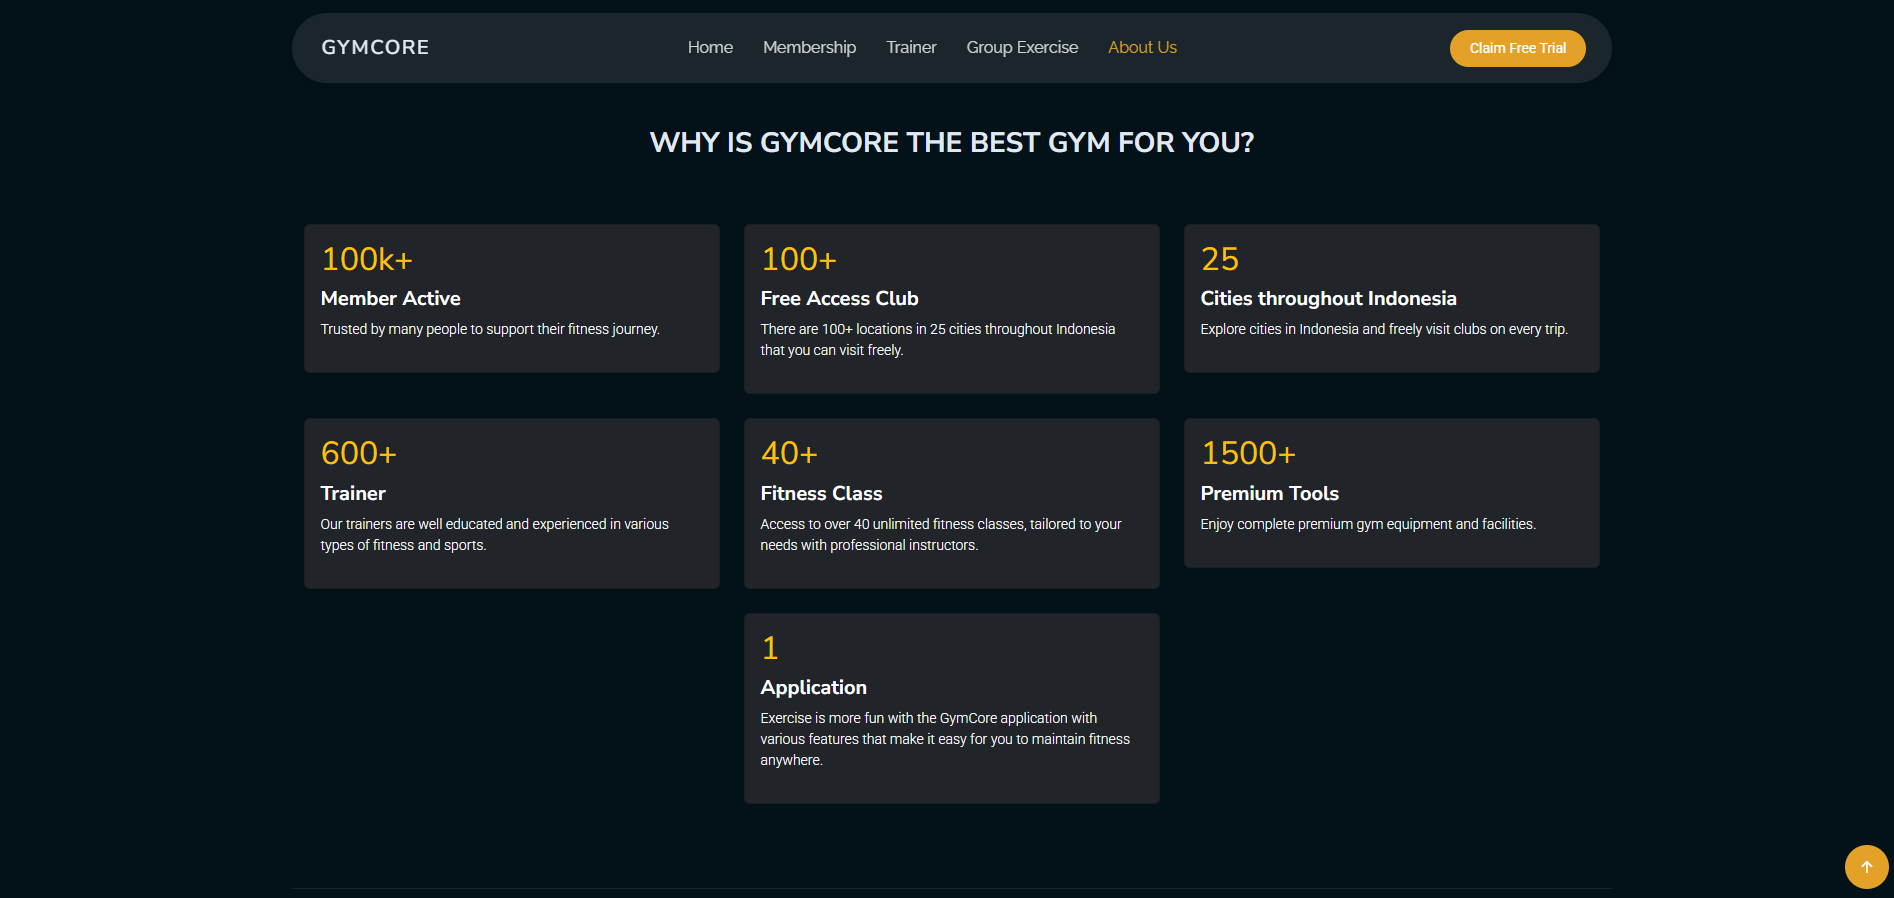 GYMCORE
Home
Membership
Trainer
Group Exercise
About Us
Claim Free Trial
WHY IS GYMCORE THE BEST GYM FOR YOU?
100k+
Member Active
Trusted by many people to support their fitness journey.
100+
Free Access Club
There are 100+ locations in 25 cities throughout Indonesia
that you can visit freely.
25
Cities throughout Indonesia
Explore cities in Indonesia and freely visit clubs on every trip.
600+
Trainer
Our trainers are well educated and experienced in various
types of fitness and sports.
40+
Fitness Class
Access to over 40 unlimited fitness classes, tailored to your
needs with professional instructors.
1500+
Premium Tools
Enjoy complete premium gym equipment and facilities.
1
Application
Exercise is more fun with the GymCore application with
various features that make it easy for you to maintain fitness
anywhere.